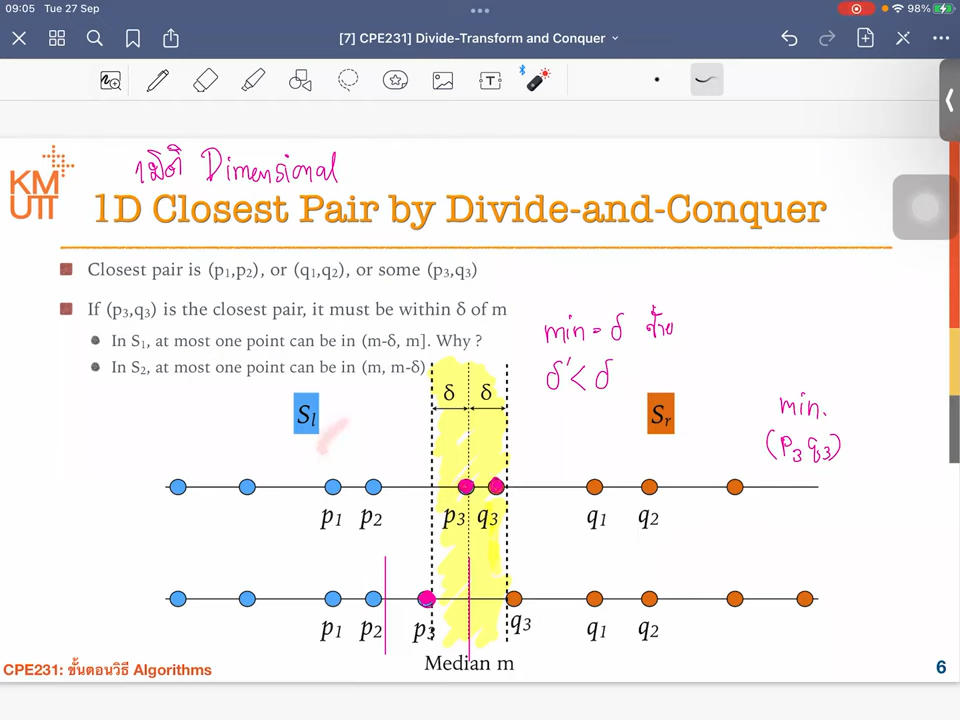 09:05 Tue 27 Sep
98%
[7] CPE231] Divide-Transform and Conquer
1มิติ Dimensional
KM
UTT
1D Closest Pair by Divide-and-Conquer
Closest pair is (p1,p2), or (q1,q2), or some (p3,q3)
If (p3,q3) is the closest pair, it must be within δ of m
In S1, at most one point can be in (m-δ, m]. Why ?
In S2, at most one point can be in (m, m-δ)
min = δ ซ้าย
δ' < δ
δ δ
Sl Sr
min.
(p3 q3)
p1 p2 p3 q3 q1 q2
p1 p2 p3 q3 q1 q2
Median m
CPE231: ขั้นตอนวิธี Algorithms
6